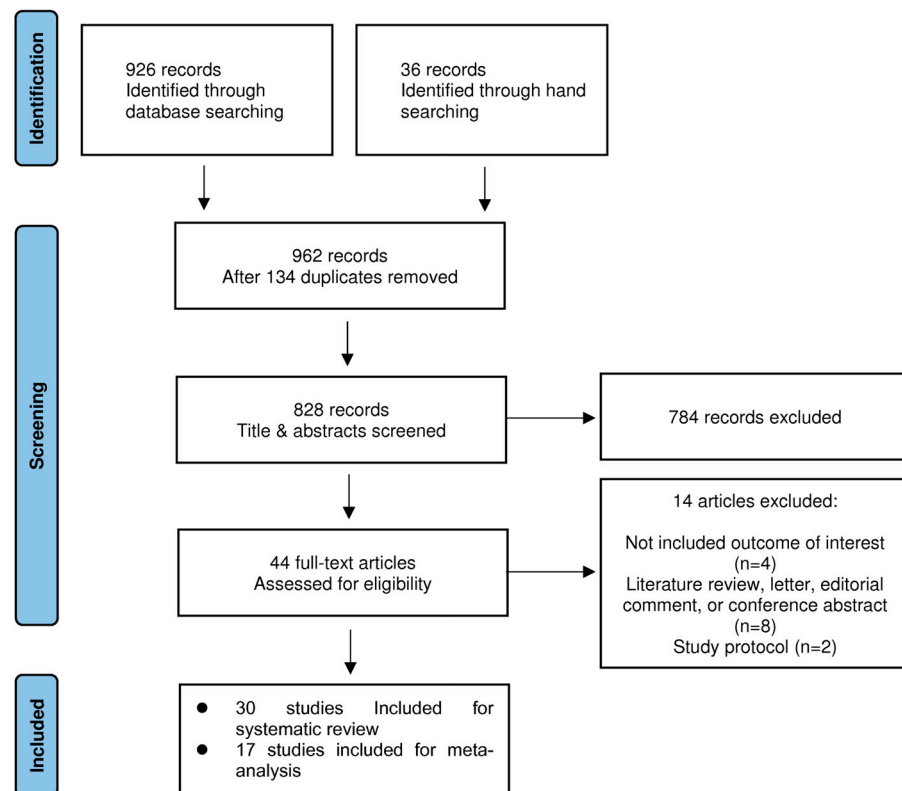 Identification
926 records
Identified through
database searching
36 records
Identified through hand
searching
Screening
962 records
After 134 duplicates removed
828 records
Title & abstracts screened
784 records excluded
44 full-text articles
Assessed for eligibility
14 articles excluded:
Not included outcome of interest
(n=4)
Literature review, letter, editorial
comment, or conference abstract
(n=8)
Study protocol (n=2)
Included
● 30 studies Included for
systematic review
● 17 studies included for meta-
analysis